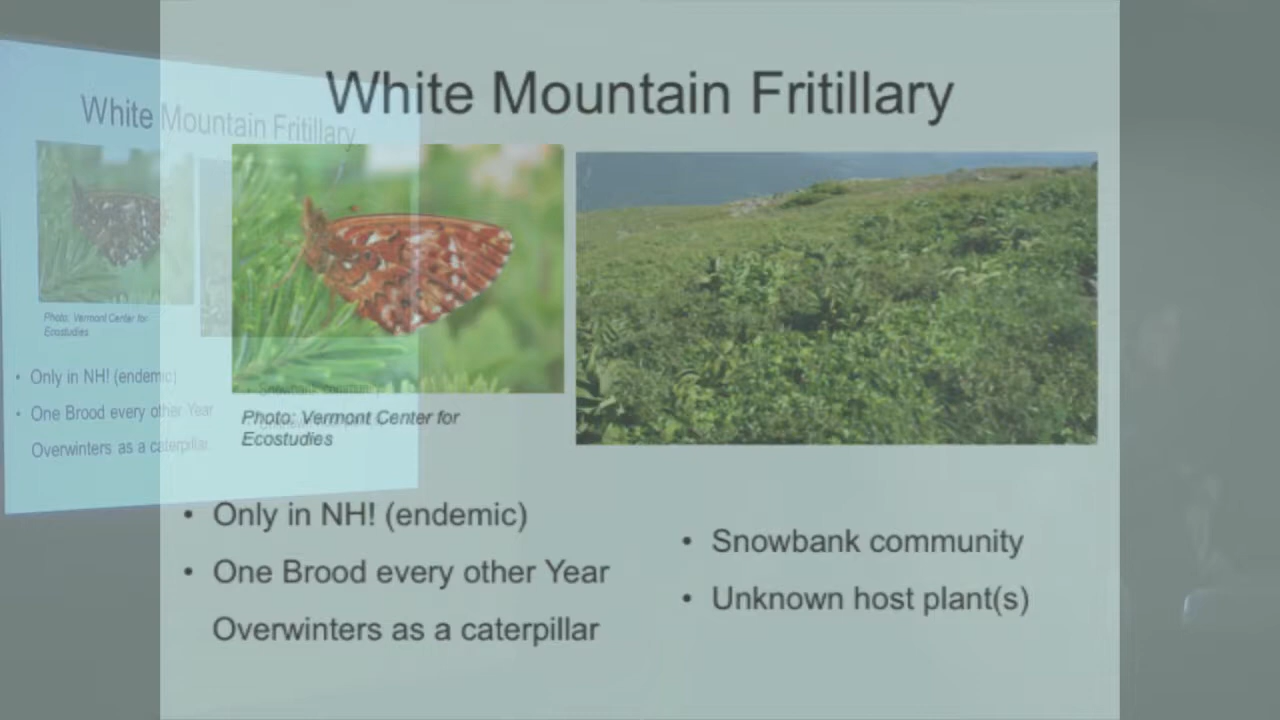 White Mountain Fritillary
Photo: Vermont Center for
Ecostudies
• Only in NH! (endemic)
• One Brood every other Year
Overwinters as a caterpillar
• Snowbank community
• Unknown host plant(s)
White Mountain Fritillary
Photo: Vermont Center for
Ecostudies
• Only in NH! (endemic)
• One Brood every other Year
Overwinters as a caterpillar
• Snowbank community